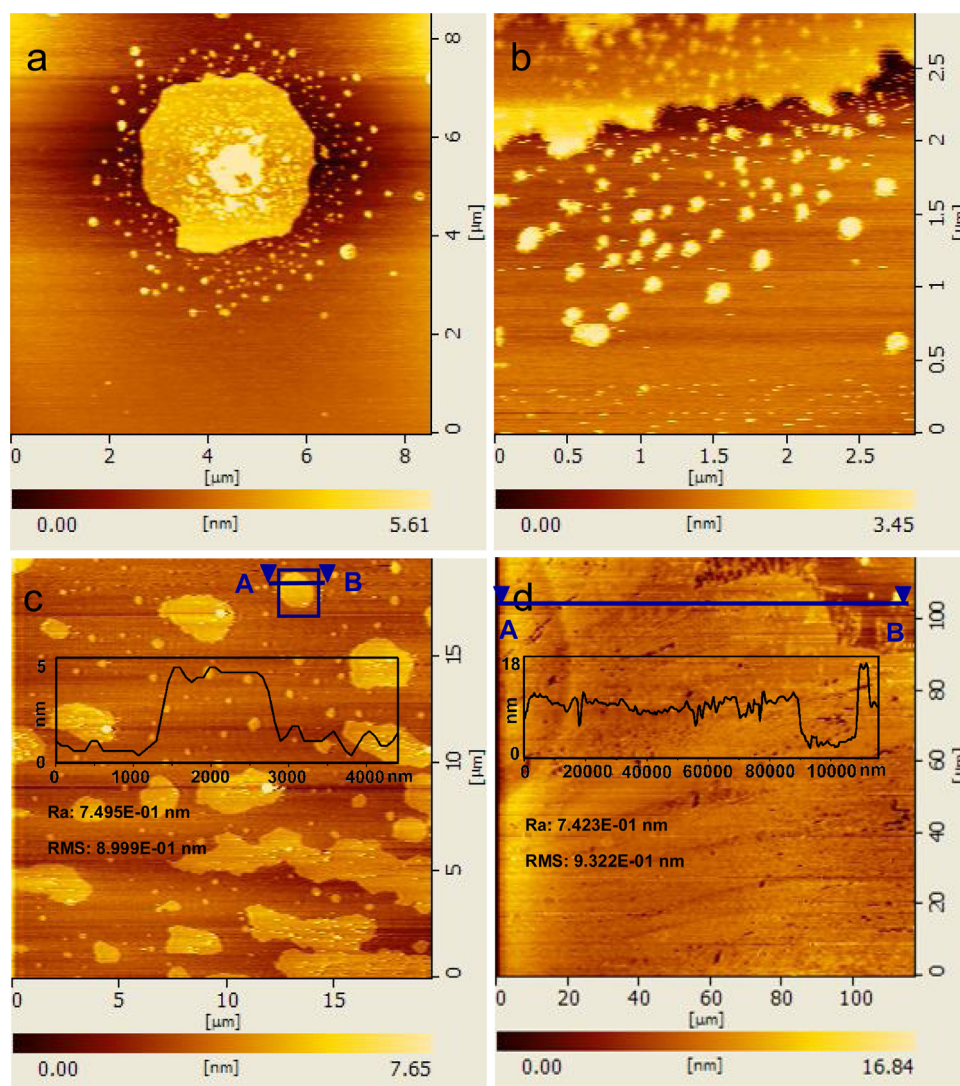 a
8
6
4
2
0
[µm]
0 2 4 6 8
[µm]
0.00 [nm] 5.61
b
2.5
2
1.5
1
0.5
0
[µm]
0 0.5 1 1.5 2 2.5
[µm]
0.00 [nm] 3.45
c
A B
15
10
5
0
[µm]
5
nm
0
0 1000 2000 3000 4000 nm
Ra: 7.495E-01 nm
RMS: 8.999E-01 nm
0 5 10 15
[µm]
0.00 [nm] 7.65
d
A B
100
80
60
40
20
0
[µm]
18
nm
0
0 20000 40000 60000 80000 10000 nm
Ra: 7.423E-01 nm
RMS: 9.322E-01 nm
0 20 40 60 80 100
[µm]
0.00 [nm] 16.84